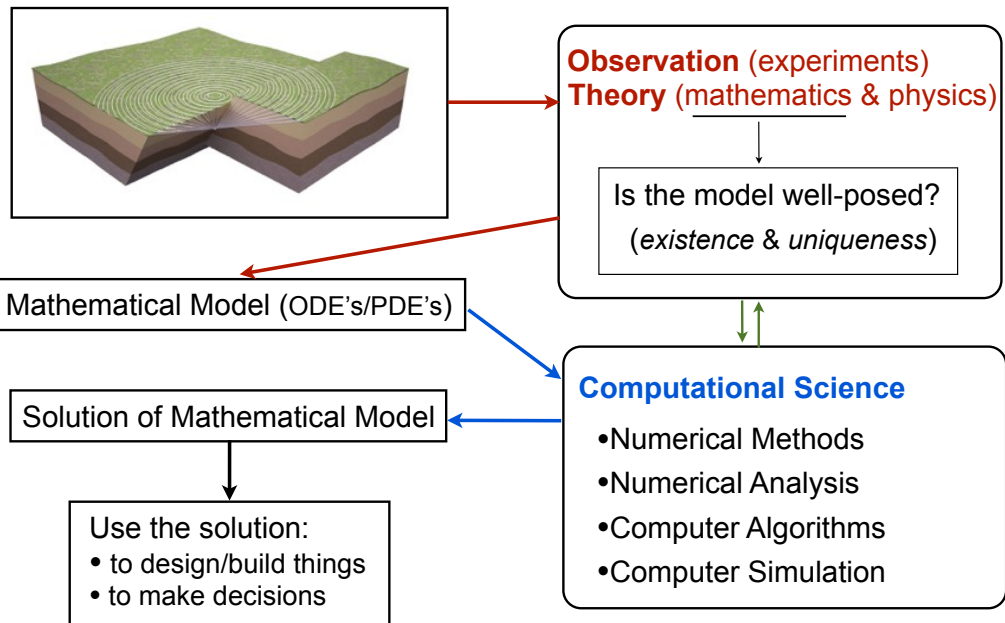 Observation (experiments)
Theory (mathematics & physics)
Is the model well-posed?
(existence & uniqueness)
Mathematical Model (ODE's/PDE's)
Computational Science
•Numerical Methods
•Numerical Analysis
•Computer Algorithms
•Computer Simulation
Solution of Mathematical Model
Use the solution:
• to design/build things
• to make decisions